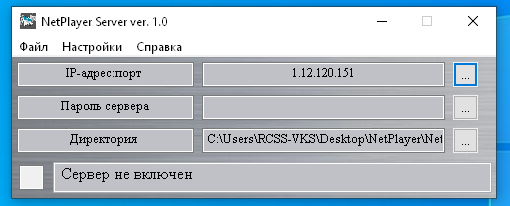 NetPlayer Server ver. 1.0
Файл Настройки Справка
IP-адрес:порт 1.12.120.151 ...
Пароль сервера ...
Директория C:\Users\RCSS-VKS\Desktop\NetPlayer\Net ...
Сервер не включен